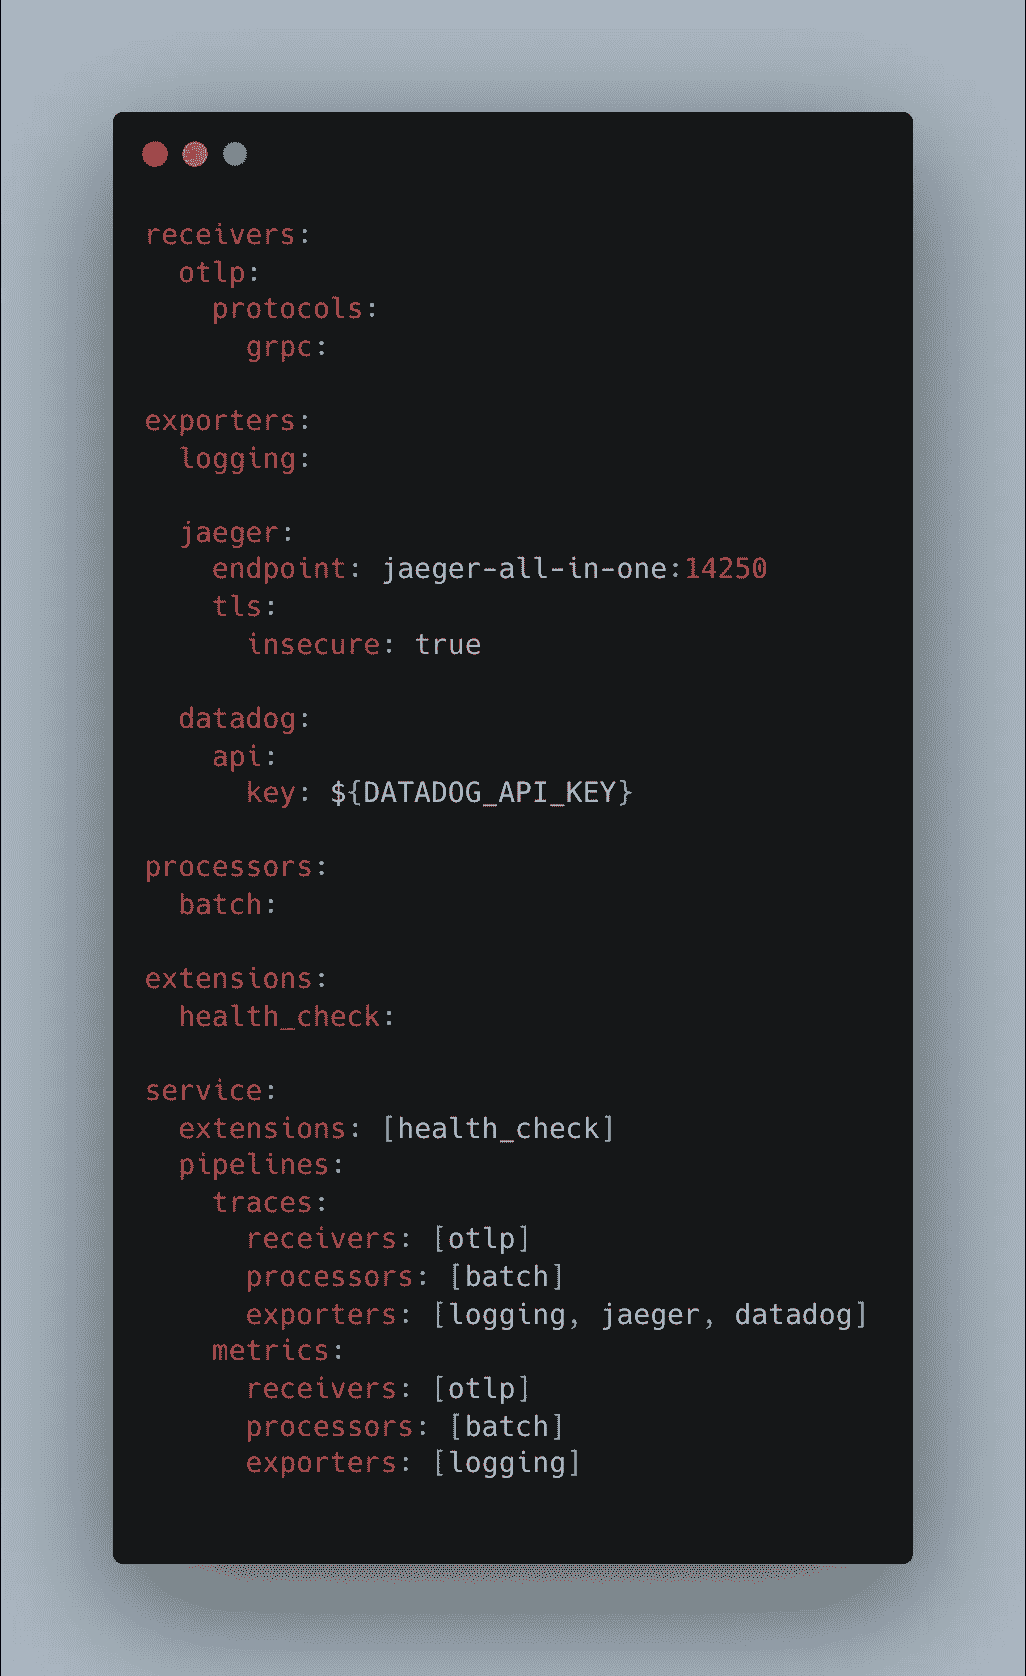 receivers:
  otlp:
    protocols:
      grpc:

exporters:
  logging:

  jaeger:
    endpoint: jaeger-all-in-one:14250
    tls:
      insecure: true

  datadog:
    api:
      key: ${DATADOG_API_KEY}

processors:
  batch:

extensions:
  health_check:

service:
  extensions: [health_check]
  pipelines:
    traces:
      receivers: [otlp]
      processors: [batch]
      exporters: [logging, jaeger, datadog]
    metrics:
      receivers: [otlp]
      processors: [batch]
      exporters: [logging]